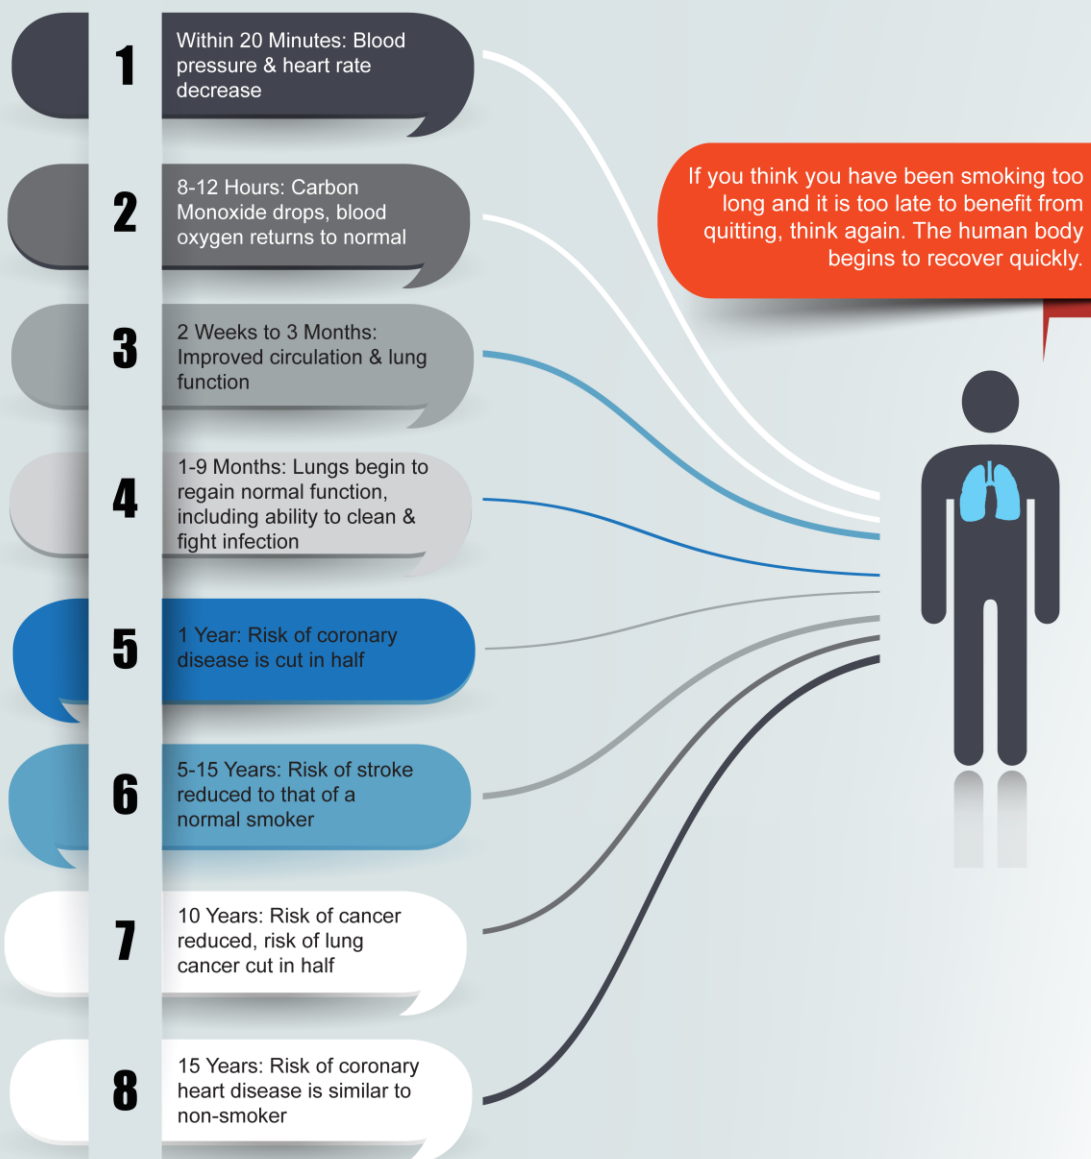 1
Within 20 Minutes: Blood
pressure & heart rate
decrease
2
8-12 Hours: Carbon
Monoxide drops, blood
oxygen returns to normal
3
2 Weeks to 3 Months:
Improved circulation & lung
function
4
1-9 Months: Lungs begin to
regain normal function,
including ability to clean &
fight infection
5
1 Year: Risk of coronary
disease is cut in half
6
5-15 Years: Risk of stroke
reduced to that of a
normal smoker
7
10 Years: Risk of cancer
reduced, risk of lung
cancer cut in half
8
15 Years: Risk of coronary
heart disease is similar to
non-smoker
If you think you have been smoking too
long and it is too late to benefit from
quitting, think again. The human body
begins to recover quickly.